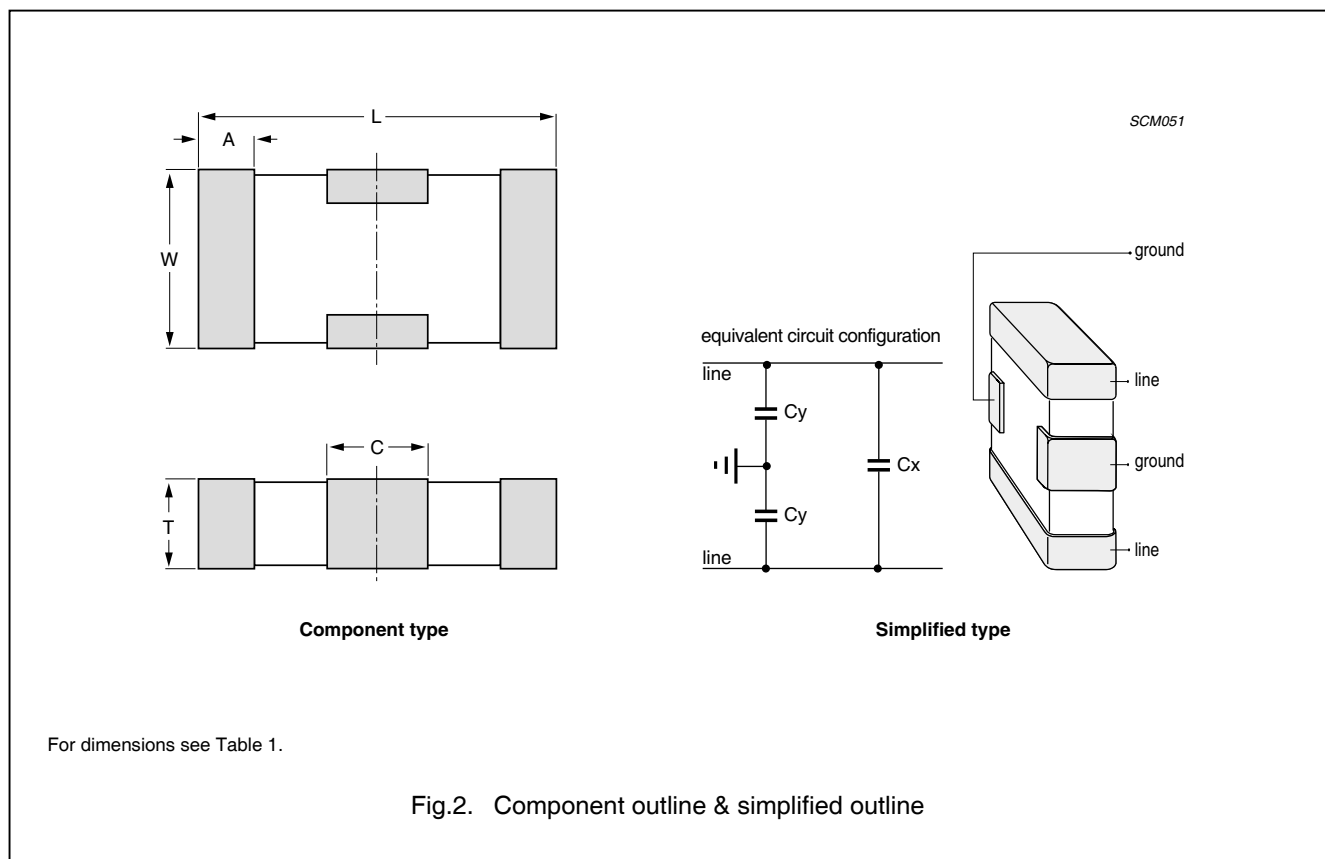 L
A
SCM051
W
ground
equivalent circuit configuration
line
line
Cy
C
Cx
ground
T
Cy
line
line
Component type
Simplified type
For dimensions see Table 1.
Fig.2. Component outline & simplified outline